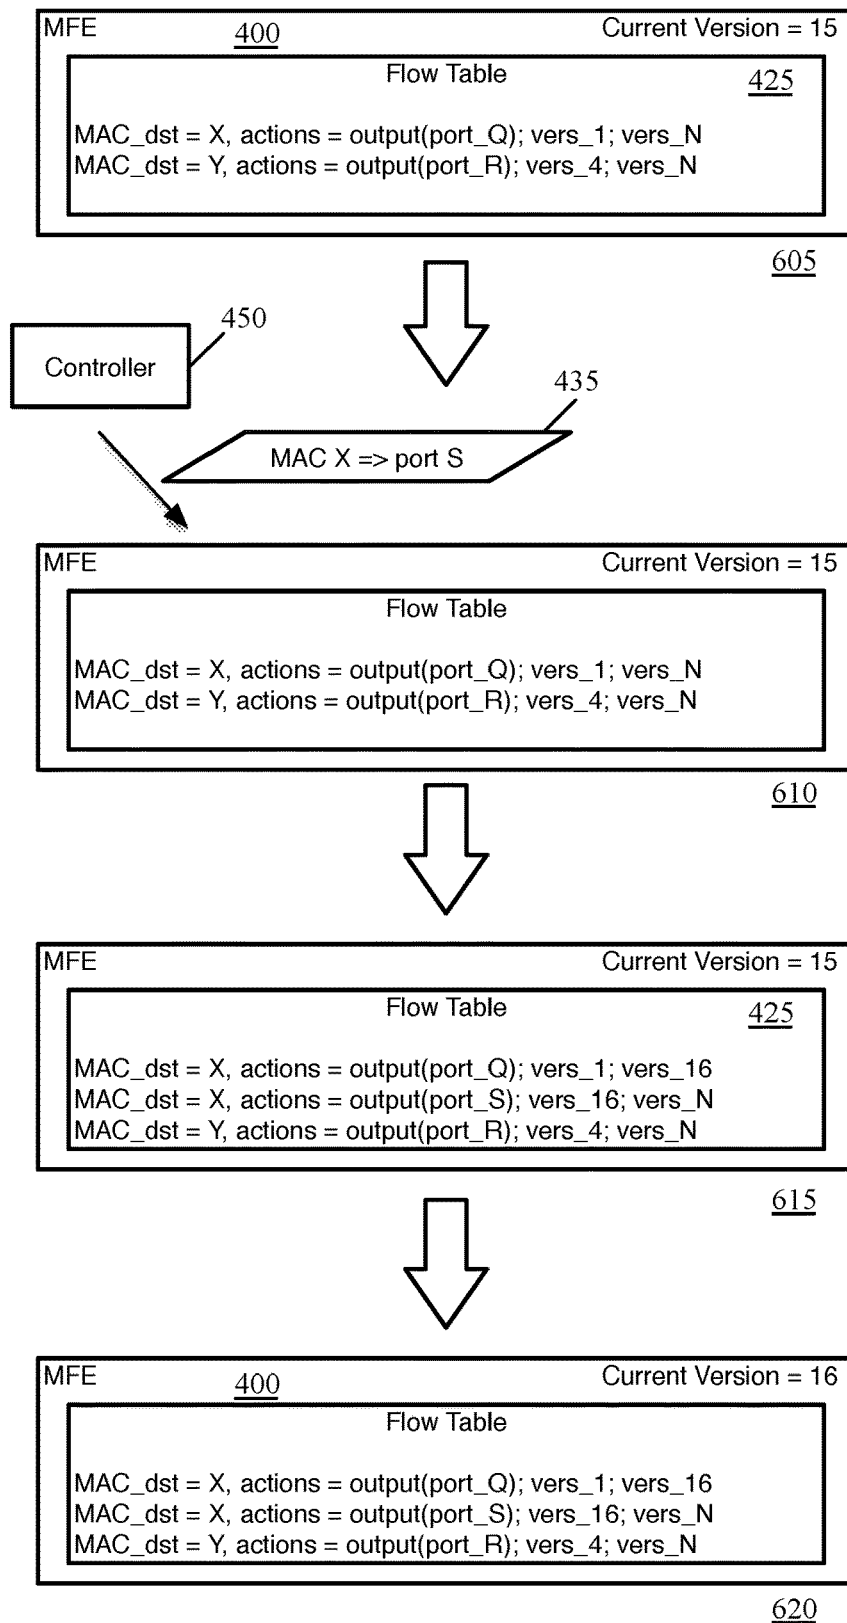 MFE 400 Current Version = 15
Flow Table 425
MAC_dst = X, actions = output(port_Q); vers_1; vers_N
MAC_dst = Y, actions = output(port_R); vers_4; vers_N
605
450
Controller
435
MAC X => port S
MFE Current Version = 15
Flow Table
MAC_dst = X, actions = output(port_Q); vers_1; vers_N
MAC_dst = Y, actions = output(port_R); vers_4; vers_N
610
MFE Current Version = 15
Flow Table 425
MAC_dst = X, actions = output(port_Q); vers_1; vers_16
MAC_dst = X, actions = output(port_S); vers_16; vers_N
MAC_dst = Y, actions = output(port_R); vers_4; vers_N
615
MFE 400 Current Version = 16
Flow Table
MAC_dst = X, actions = output(port_Q); vers_1; vers_16
MAC_dst = X, actions = output(port_S); vers_16; vers_N
MAC_dst = Y, actions = output(port_R); vers_4; vers_N
620